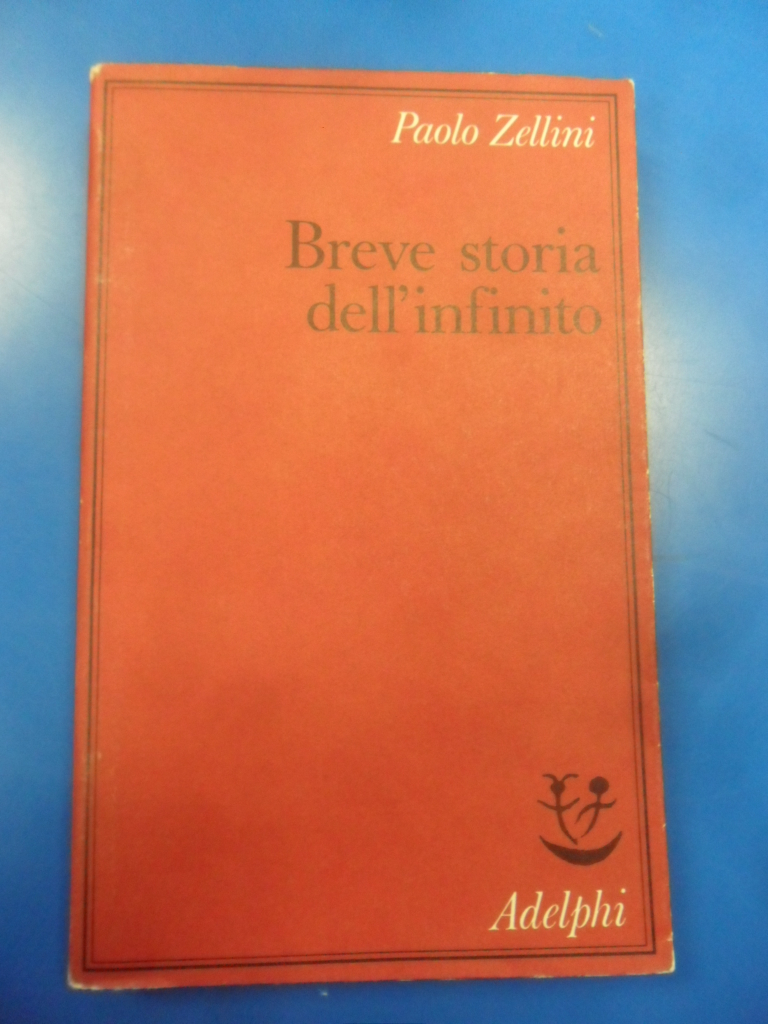 Paolo Zellini
Breve storia
dell'infinito
Adelphi